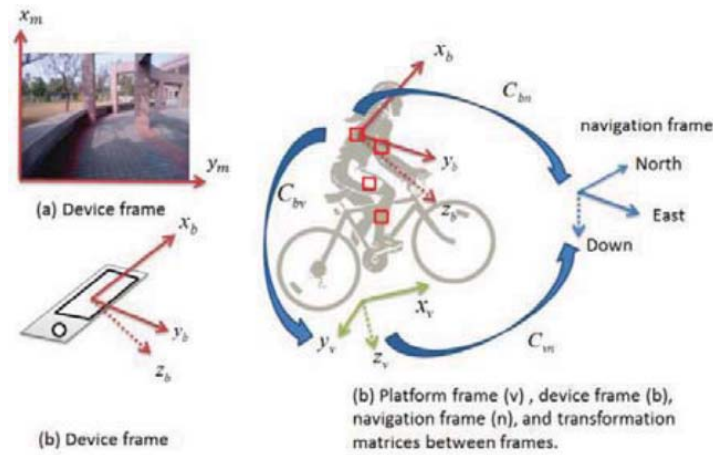 x_m
y_m
(a) Device frame
x_b
y_b
z_b
(b) Device frame
x_b
C_bn
navigation frame
North
East
Down
y_b
z_b
C_bv
x_v
y_v
z_v
C_vn
(b) Platform frame (v) , device frame (b),
navigation frame (n), and transformation
matrices between frames.